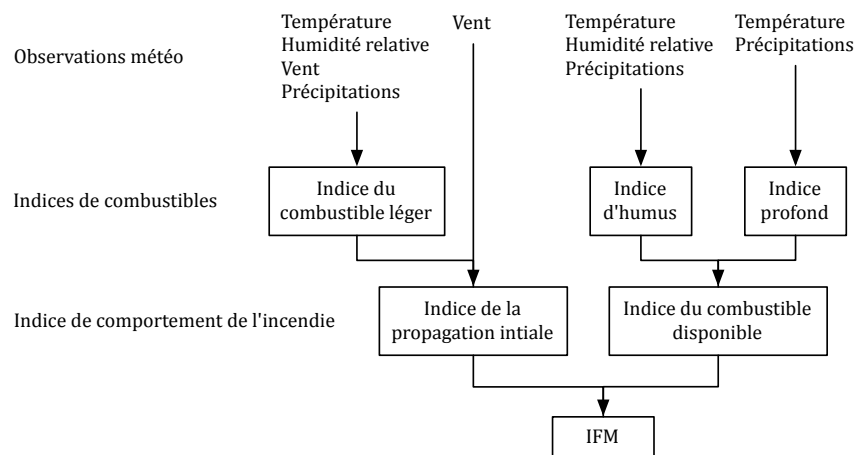 Observations météo
Température
Humidité relative
Vent
Précipitations
Vent
Température
Humidité relative
Précipitations
Température
Précipitations
Indices de combustibles
Indice du
combustible léger
Indice
d'humus
Indice
profond
Indice de comportement de l'incendie
Indice de la
propagation intiale
Indice du combustible
disponible
IFM